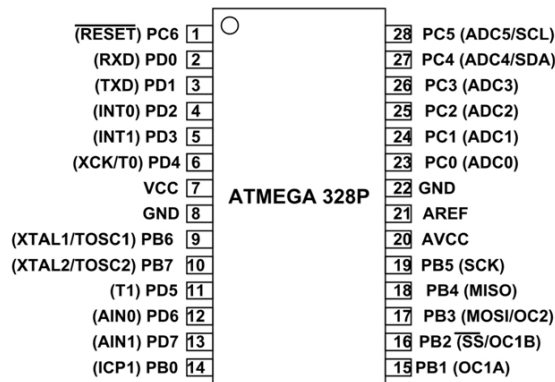 (RESET) PC6 1
(RXD) PD0 2
(TXD) PD1 3
(INT0) PD2 4
(INT1) PD3 5
(XCK/T0) PD4 6
VCC 7
GND 8
(XTAL1/TOSC1) PB6 9
(XTAL2/TOSC2) PB7 10
(T1) PD5 11
(AIN0) PD6 12
(AIN1) PD7 13
(ICP1) PB0 14
ATMEGA 328P
28 PC5 (ADC5/SCL)
27 PC4 (ADC4/SDA)
26 PC3 (ADC3)
25 PC2 (ADC2)
24 PC1 (ADC1)
23 PC0 (ADC0)
22 GND
21 AREF
20 AVCC
19 PB5 (SCK)
18 PB4 (MISO)
17 PB3 (MOSI/OC2)
16 PB2 (SS/OC1B)
15 PB1 (OC1A)